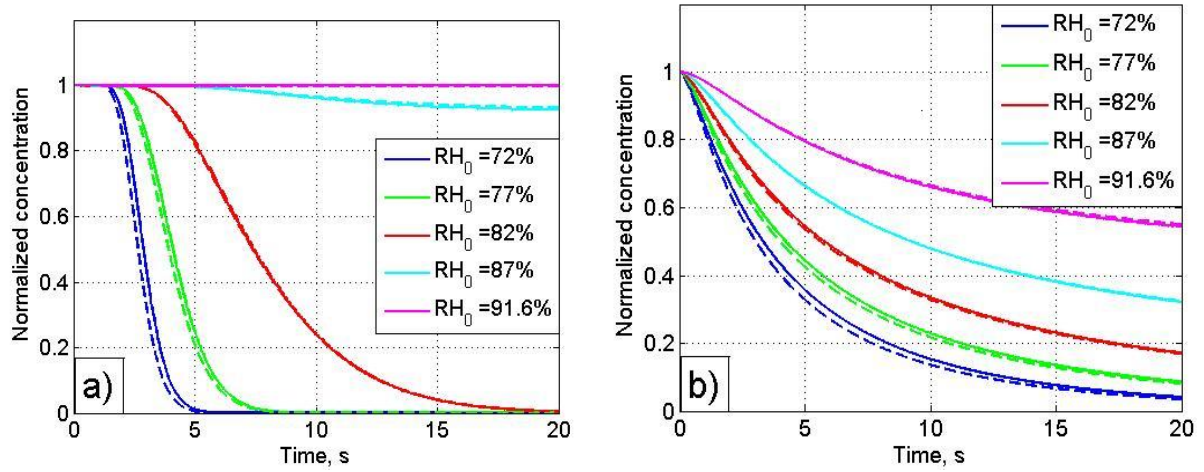 Normalized concentration
1
0.8
0.6
0.4
0.2
0
0
5
10
15
20
Time, s
RH0 =72%
RH0 =77%
RH0 =82%
RH0 =87%
RH0 =91.6%
a)
Normalized concentration
1
0.8
0.6
0.4
0.2
0
0
5
10
15
20
Time, s
RH0 =72%
RH0 =77%
RH0 =82%
RH0 =87%
RH0 =91.6%
b)